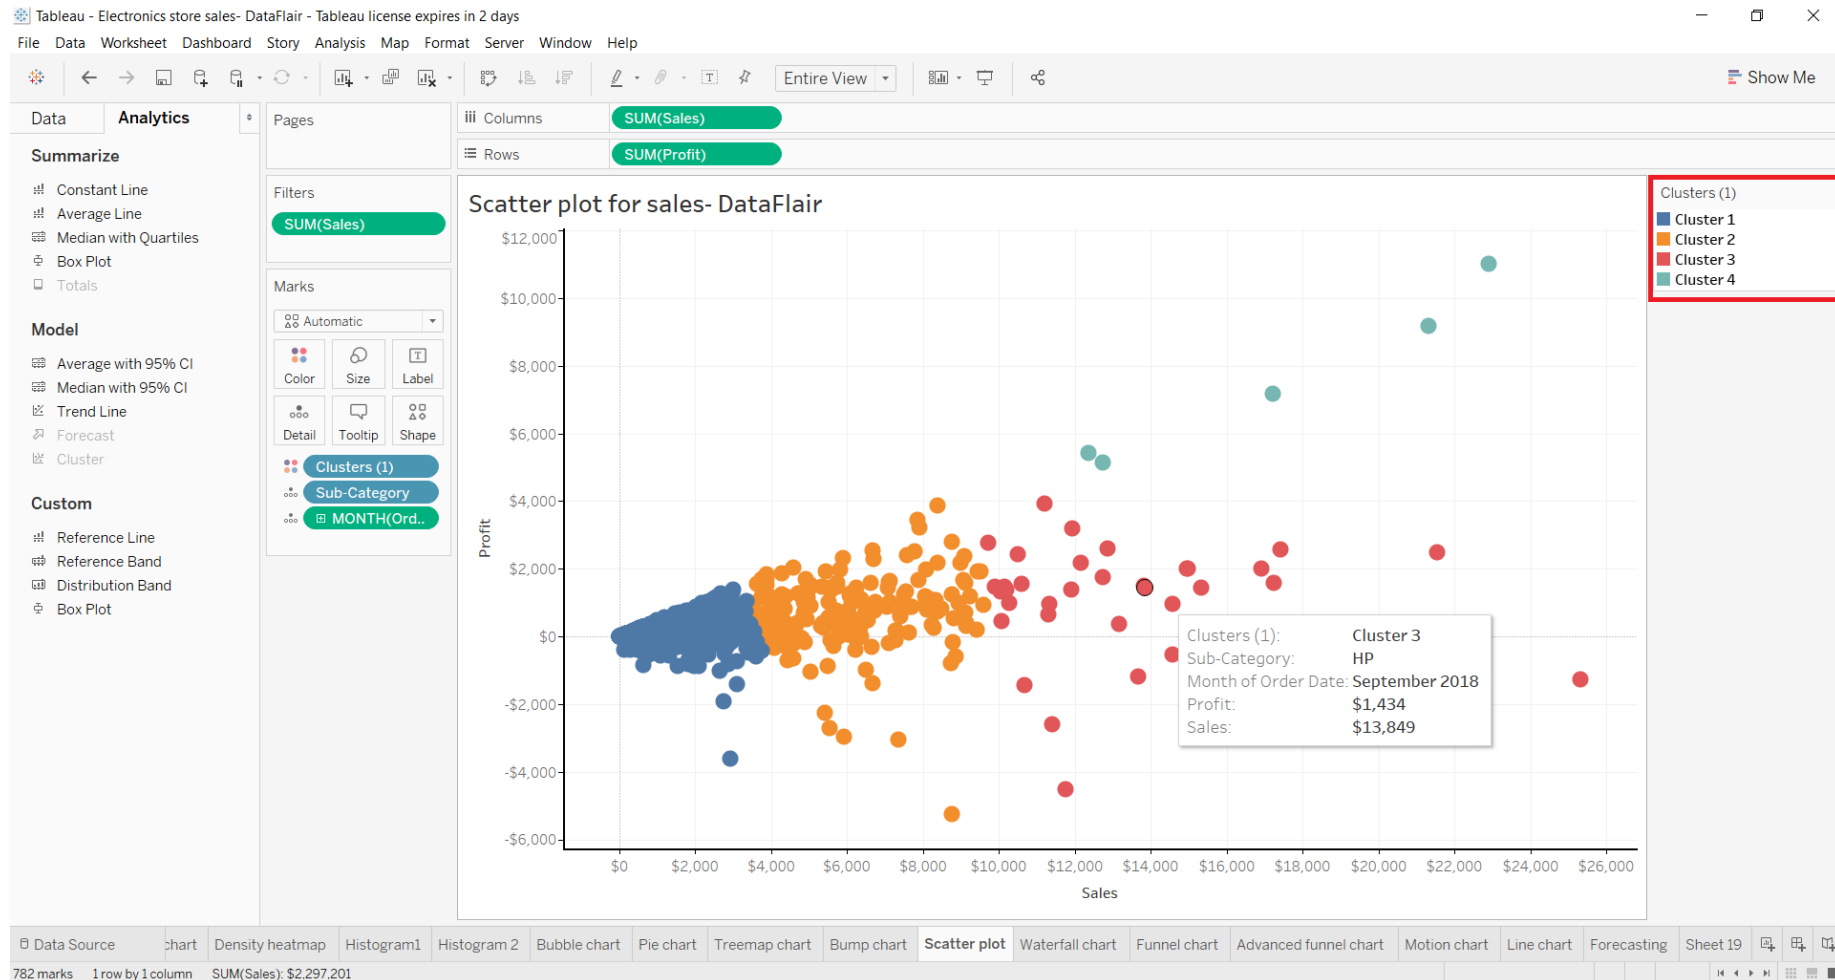 Tableau - Electronics store sales- DataFlair - Tableau license expires in 2 days
File Data Worksheet Dashboard Story Analysis Map Format Server Window Help
Entire View
Show Me
Data Analytics
Summarize
Constant Line
Average Line
Median with Quartiles
Box Plot
Totals
Model
Average with 95% CI
Median with 95% CI
Trend Line
Forecast
Cluster
Custom
Reference Line
Reference Band
Distribution Band
Box Plot
Pages
Filters
SUM(Sales)
Marks
Automatic
Color Size Label
Detail Tooltip Shape
Clusters (1)
Sub-Category
MONTH(Ord..
Columns SUM(Sales)
Rows SUM(Profit)
Scatter plot for sales- DataFlair
$12,000
$10,000
$8,000
$6,000
$4,000
$2,000
$0
-$2,000
-$4,000
-$6,000
Profit
$0 $2,000 $4,000 $6,000 $8,000 $10,000 $12,000 $14,000 $16,000 $18,000 $20,000 $22,000 $24,000 $26,000
Sales
Clusters (1): Cluster 3
Sub-Category: HP
Month of Order Date: September 2018
Profit: $1,434
Sales: $13,849
Clusters (1)
Cluster 1
Cluster 2
Cluster 3
Cluster 4
Data Source chart Density heatmap Histogram1 Histogram 2 Bubble chart Pie chart Treemap chart Bump chart Scatter plot Waterfall chart Funnel chart Advanced funnel chart Motion chart Line chart Forecasting Sheet 19
782 marks 1 row by 1 column SUM(Sales): $2,297,201